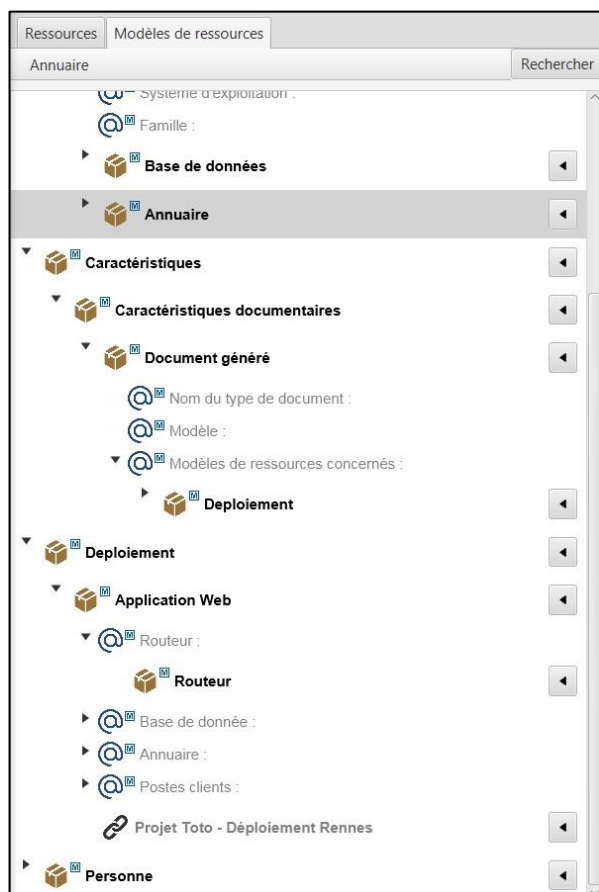 Ressources Modèles de ressources
Annuaire Rechercher
Système d'exploitation :
M Famille :
M Base de données
M Annuaire
M Caractéristiques
M Caractéristiques documentaires
M Document généré
M Nom du type de document :
M Modèle :
M Modèles de ressources concernés :
M Deploiement
M Deploiement
M Application Web
M Routeur :
M Routeur
M Base de donnée :
M Annuaire :
M Postes clients :
Projet Toto - Déploiement Rennes
M Personne